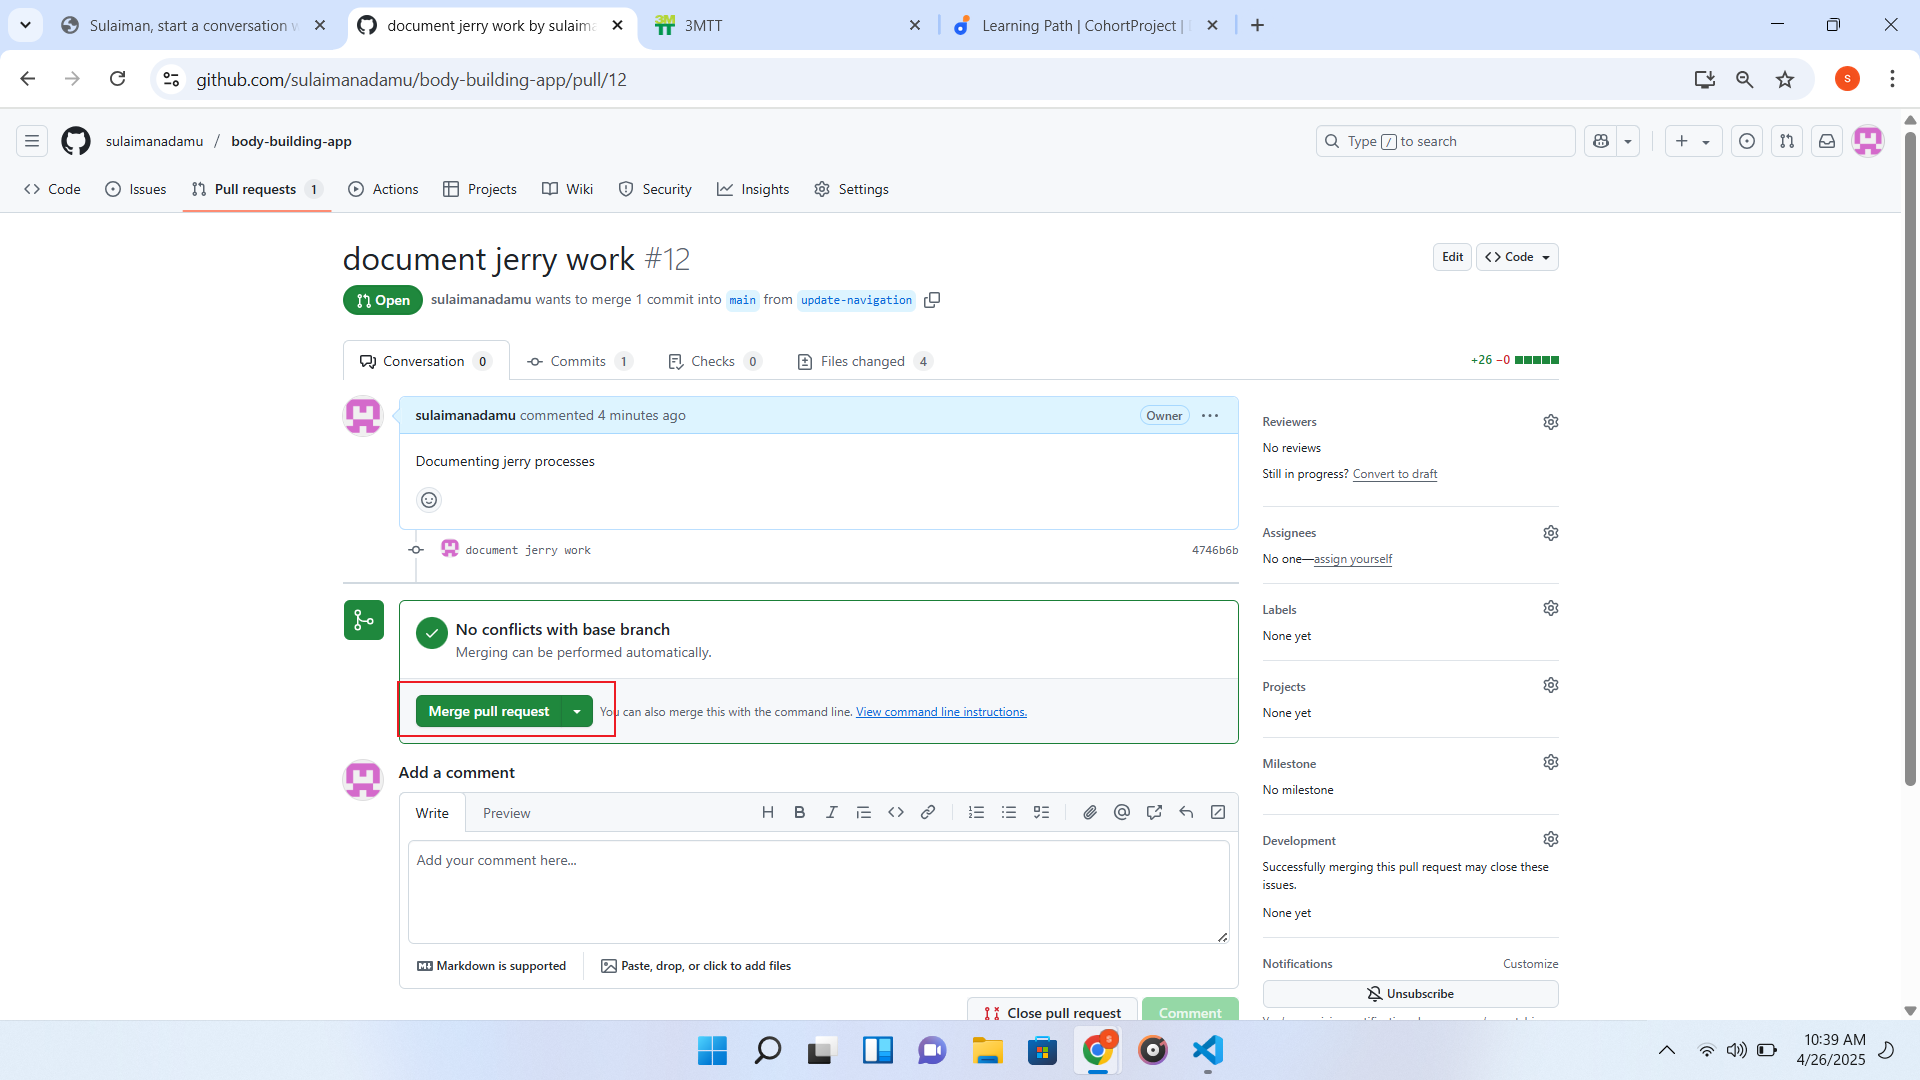 Sulaiman, start a conversation w
document jerry work by sulaima
3MTT
Learning Path | CohortProject |
github.com/sulaimanadamu/body-building-app/pull/12
S
sulaimanadamu / body-building-app
Type / to search
Code
Issues
Pull requests 1
Actions
Projects
Wiki
Security
Insights
Settings
document jerry work #12
Edit
Code
Open
sulaimanadamu wants to merge 1 commit into main from update-navigation
Conversation 0
Commits 1
Checks 0
Files changed 4
+26 −0
sulaimanadamu commented 4 minutes ago
Owner
Documenting jerry processes
document jerry work
4746b6b
No conflicts with base branch
Merging can be performed automatically.
Merge pull request
You can also merge this with the command line. View command line instructions.
Add a comment
Write
Preview
Add your comment here...
Markdown is supported
Paste, drop, or click to add files
Close pull request
Comment
Reviewers
No reviews
Still in progress? Convert to draft
Assignees
No one—assign yourself
Labels
None yet
Projects
None yet
Milestone
No milestone
Development
Successfully merging this pull request may close these
issues.
None yet
Notifications
Customize
Unsubscribe
10:39 AM
4/26/2025